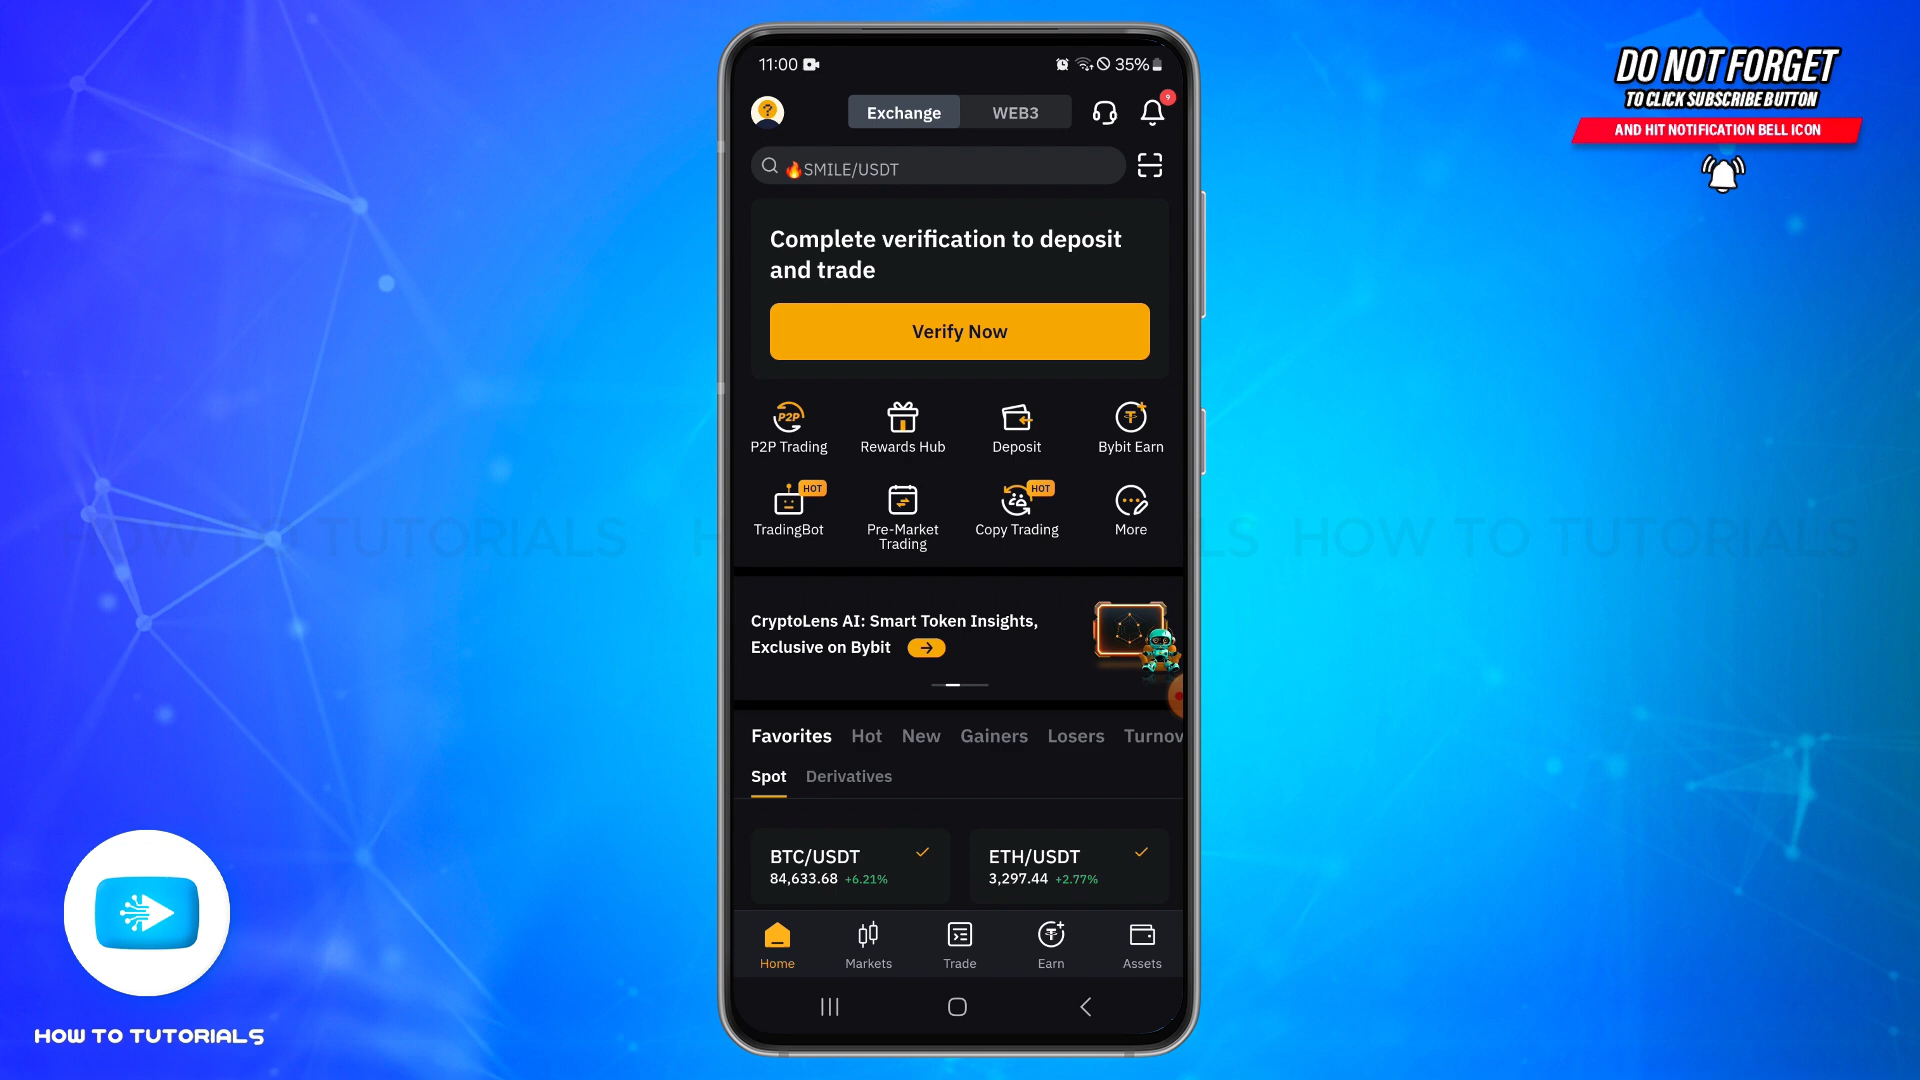 DO NOT FORGET
TO CLICK SUBSCRIBE BUTTON
AND HIT NOTIFICATION BELL ICON
11:00
35%
Exchange
WEB3
9
🔥SMILE/USDT
Complete verification to deposit
and trade
Verify Now
P2P
P2P Trading
Rewards Hub
Deposit
Bybit Earn
HOT
HOT
TradingBot
Pre-Market
Trading
Copy Trading
More
HOW TO TUTORIALS
HOW TO TUTORIALS
CryptoLens AI: Smart Token Insights,
Exclusive on Bybit
Favorites
Hot
New
Gainers
Losers
Turnov
Spot
Derivatives
BTC/USDT
84,633.68 +6.21%
ETH/USDT
3,297.44 +2.77%
Home
Markets
Trade
Earn
Assets
HOW TO TUTORIALS